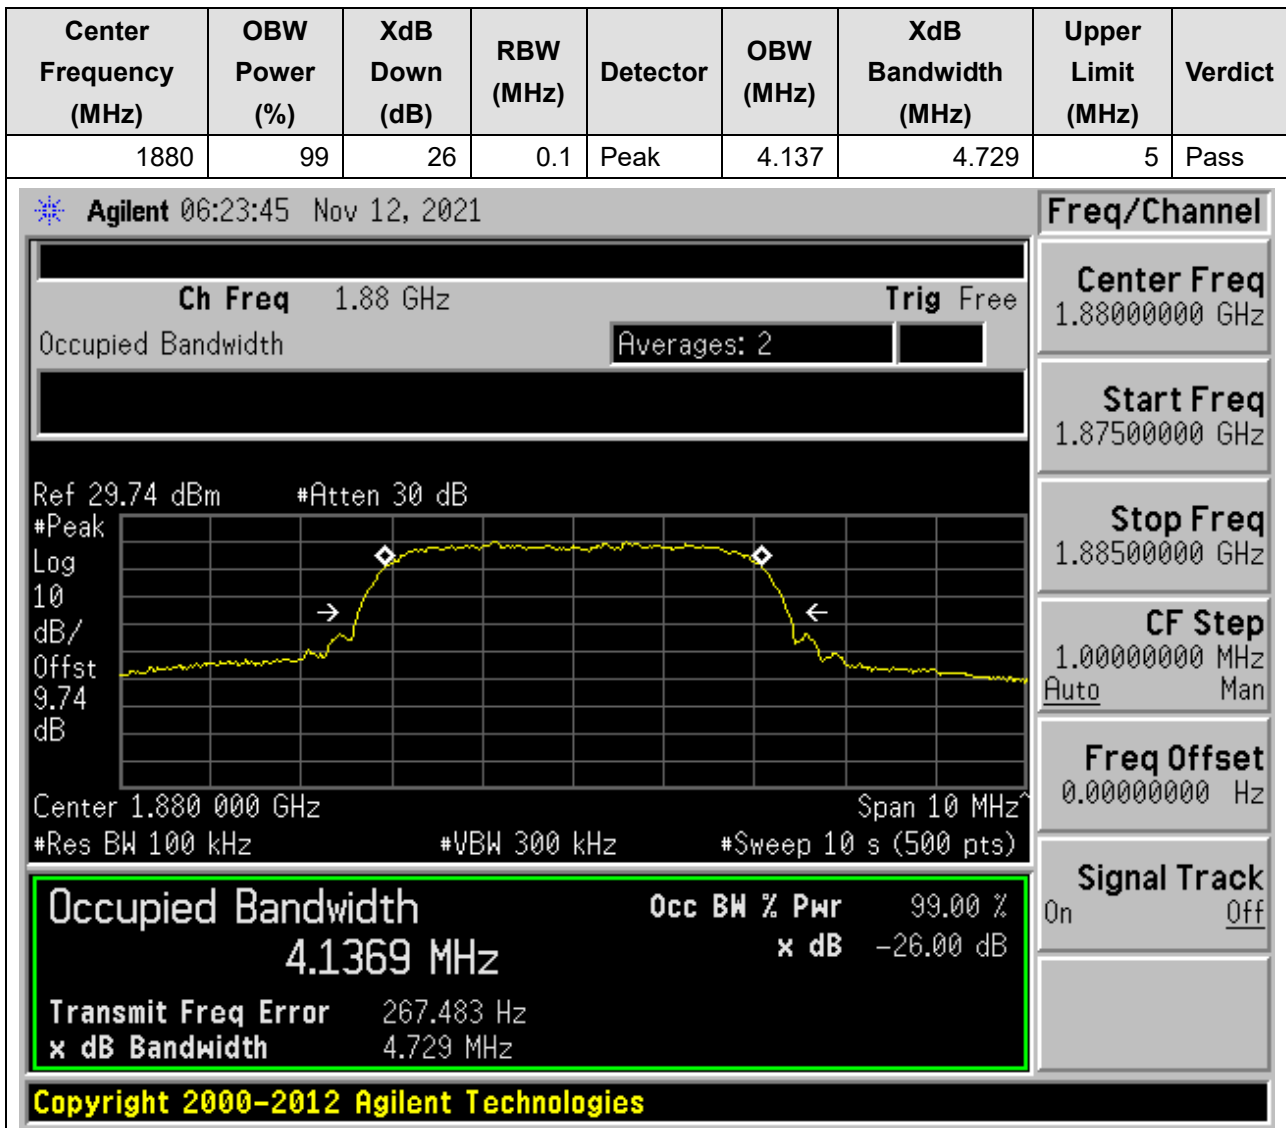 Center Frequency (MHz) OBW Power (%) XdB Down (dB) RBW (MHz) Detector OBW (MHz) XdB Bandwidth (MHz) Upper Limit (MHz) Verdict
1880 99 26 0.1 Peak 4.137 4.729 5 Pass
Agilent 06:23:45 Nov 12, 2021
Ch Freq 1.88 GHz Trig Free
Occupied Bandwidth Averages: 2
Ref 29.74 dBm #Atten 30 dB
#Peak
Log
10
dB/
Offst
9.74
dB
Center 1.880 000 GHz Span 10 MHz^
#Res BW 100 kHz #VBW 300 kHz #Sweep 10 s (500 pts)
Occupied Bandwidth Occ BW % Pwr 99.00 %
4.1369 MHz x dB -26.00 dB
Transmit Freq Error 267.483 Hz
x dB Bandwidth 4.729 MHz
Copyright 2000-2012 Agilent Technologies
Freq/Channel
Center Freq
1.88000000 GHz
Start Freq
1.87500000 GHz
Stop Freq
1.88500000 GHz
CF Step
1.00000000 MHz
Auto Man
Freq Offset
0.00000000 Hz
Signal Track
On Off